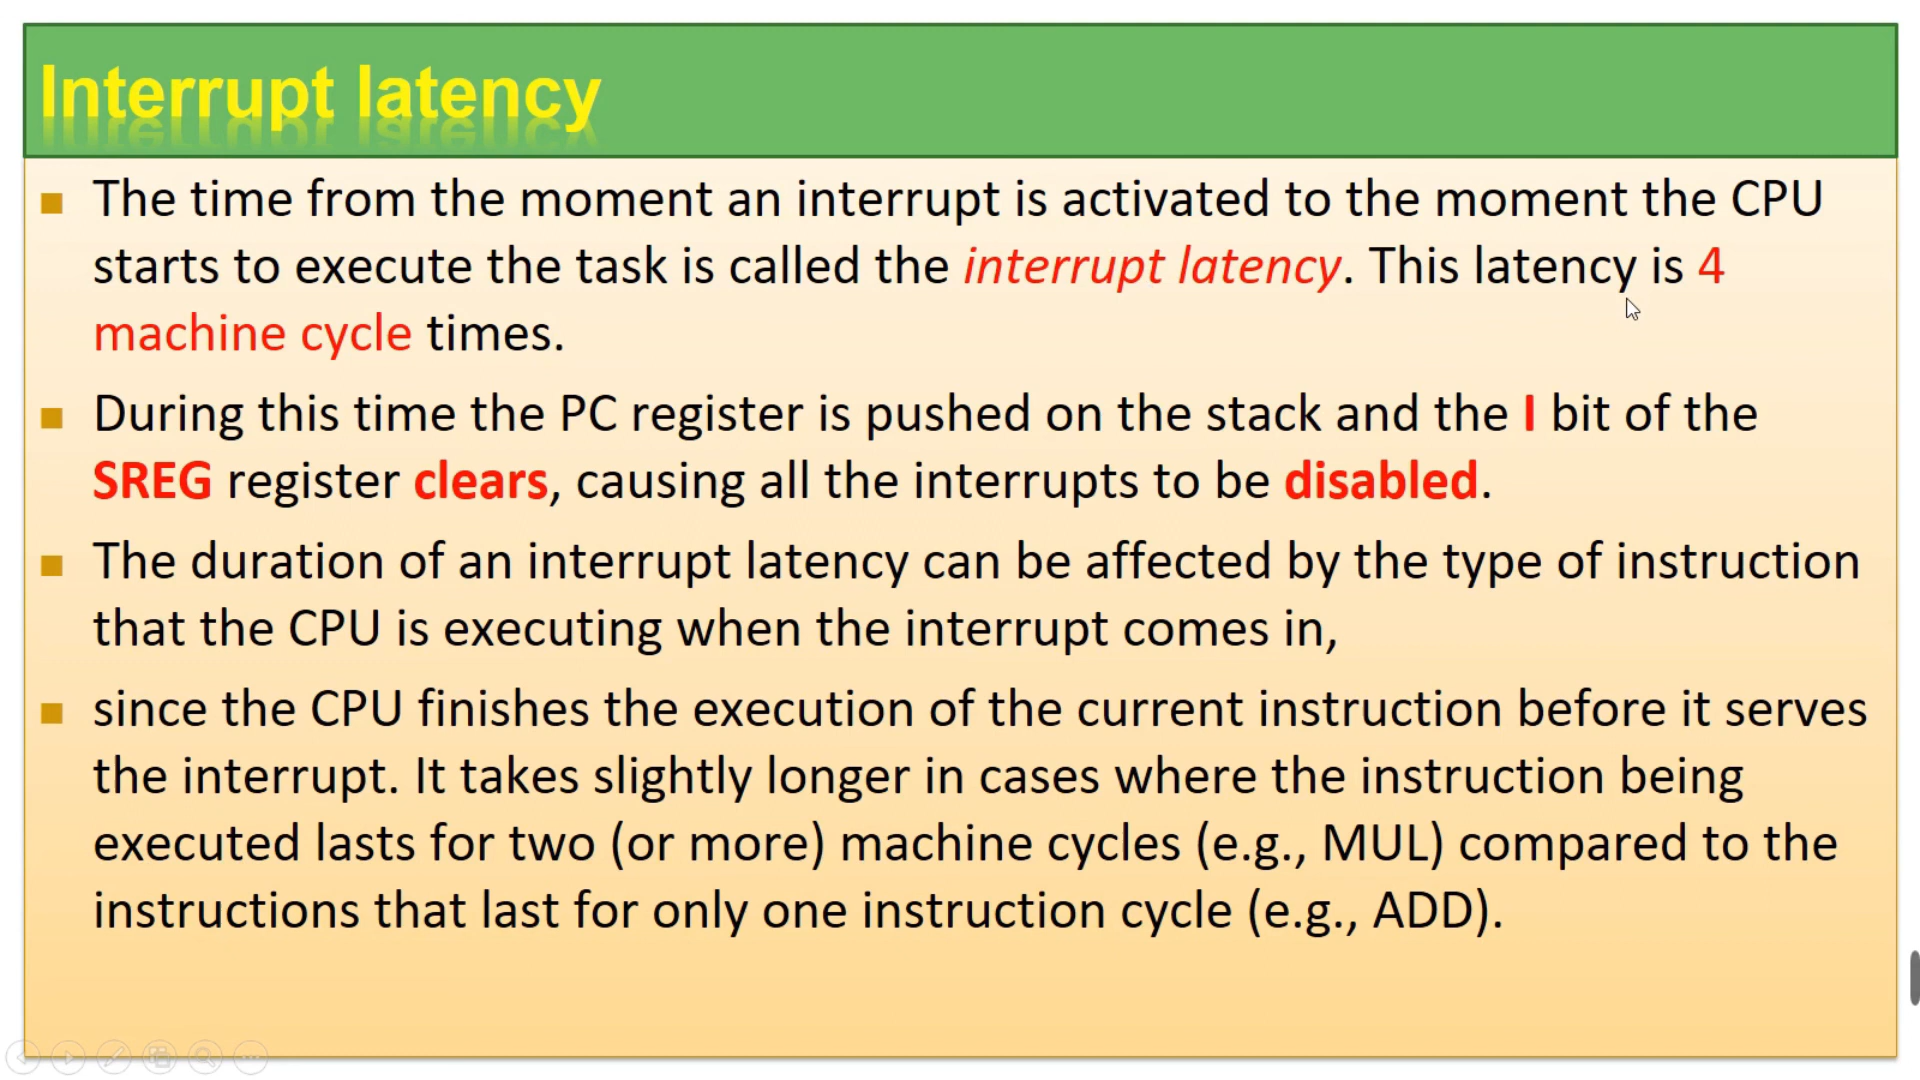 Interrupt latency
The time from the moment an interrupt is activated to the moment the CPU
starts to execute the task is called the interrupt latency. This latency is 4
machine cycle times.
During this time the PC register is pushed on the stack and the I bit of the
SREG register clears, causing all the interrupts to be disabled.
The duration of an interrupt latency can be affected by the type of instruction
that the CPU is executing when the interrupt comes in,
since the CPU finishes the execution of the current instruction before it serves
the interrupt. It takes slightly longer in cases where the instruction being
executed lasts for two (or more) machine cycles (e.g., MUL) compared to the
instructions that last for only one instruction cycle (e.g., ADD).